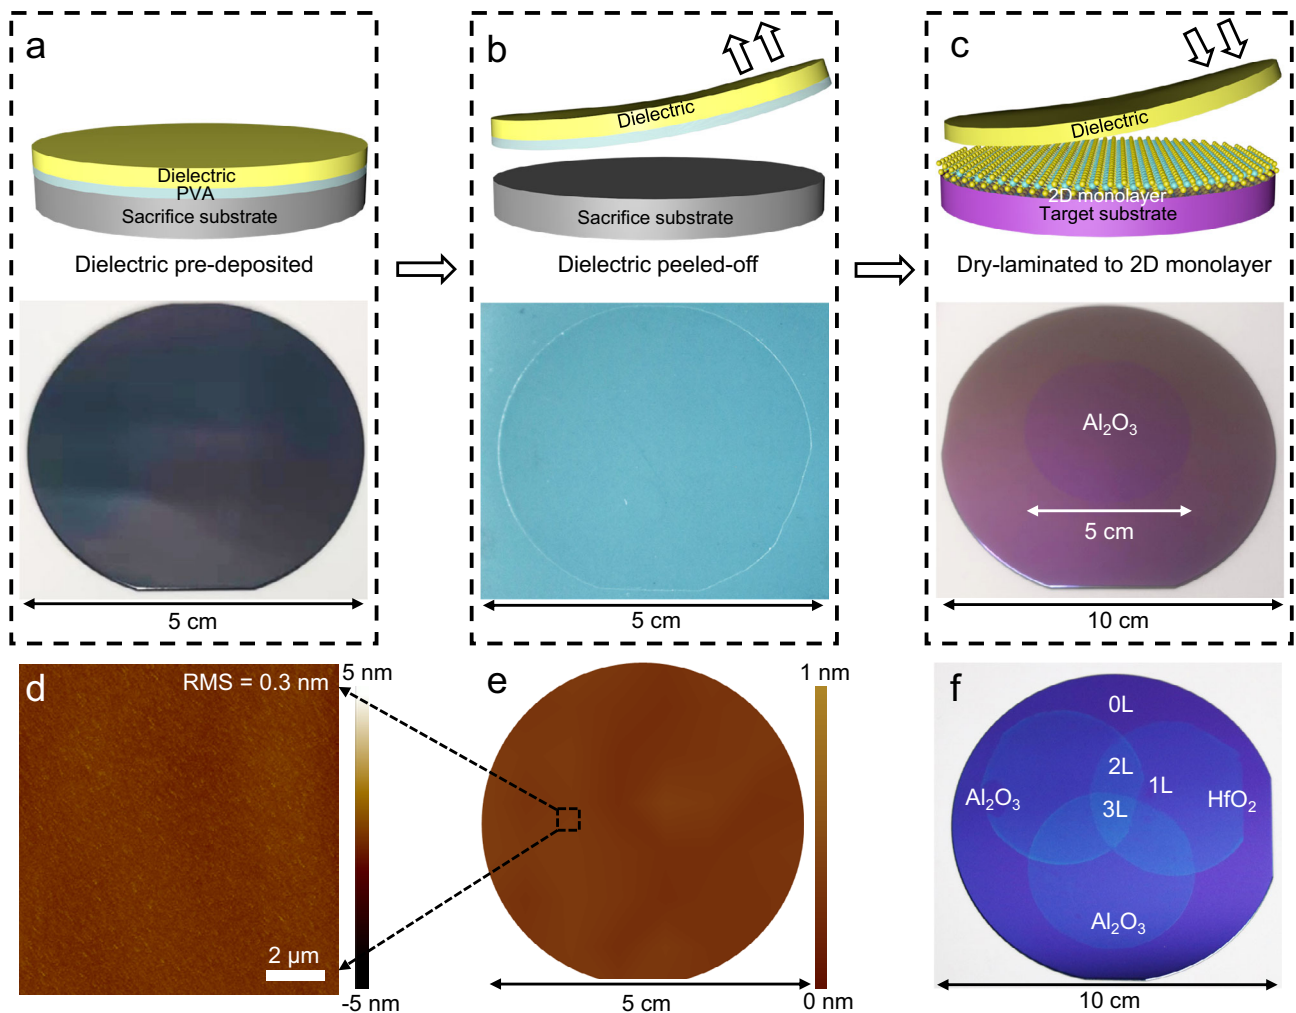 a
Dielectric
PVA
Sacrifice substrate
Dielectric pre-deposited
5 cm
b
Dielectric
Sacrifice substrate
Dielectric peeled-off
5 cm
c
Dielectric
2D monolayer
Target substrate
Dry-laminated to 2D monolayer
Al₂O₃
5 cm
10 cm
d
RMS = 0.3 nm
2 µm
5 nm
-5 nm
e
1 nm
0 nm
5 cm
f
0L
2L
1L
Al₂O₃
3L
HfO₂
Al₂O₃
10 cm